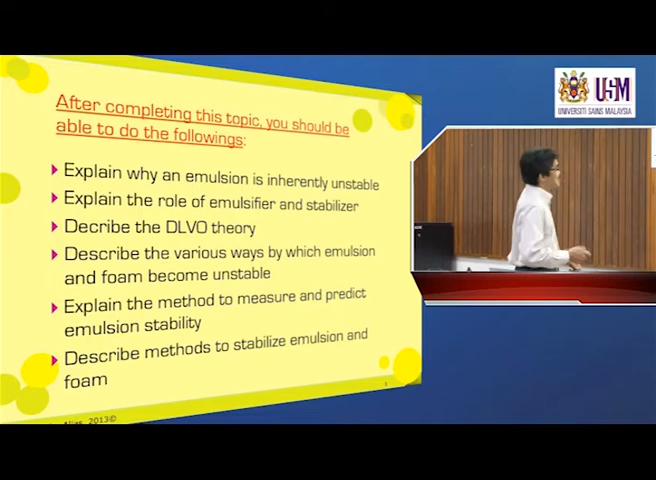 After completing this topic, you should be
able to do the followings:
Explain why an emulsion is inherently unstable
Explain the role of emulsifier and stabilizer
Decribe the DLVO theory
Describe the various ways by which emulsion
and foam become unstable
Explain the method to measure and predict
emulsion stability
Describe methods to stabilize emulsion and
foam
2013©
USM
UNIVERSITI SAINS MALAYSIA